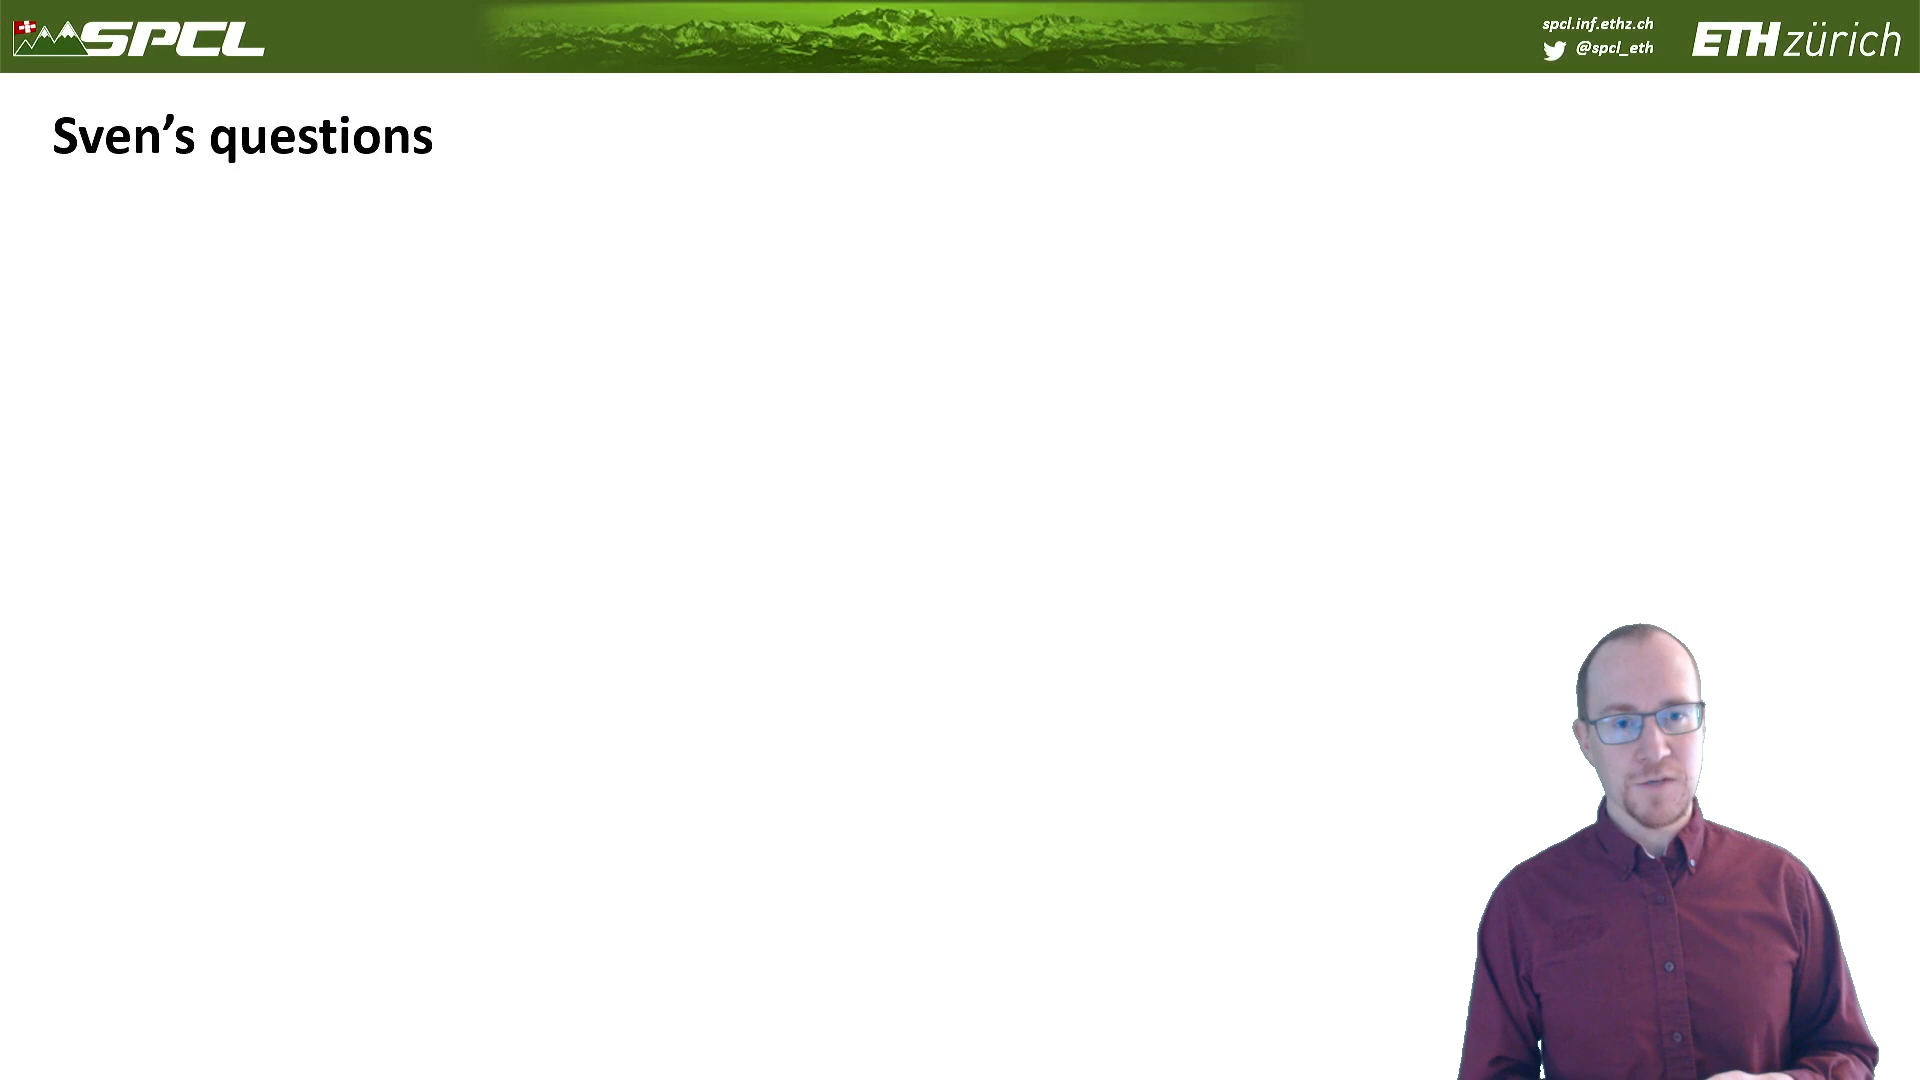 SPCL
spcl.inf.ethz.ch
@spcl_eth
ETH zürich
Sven's questions